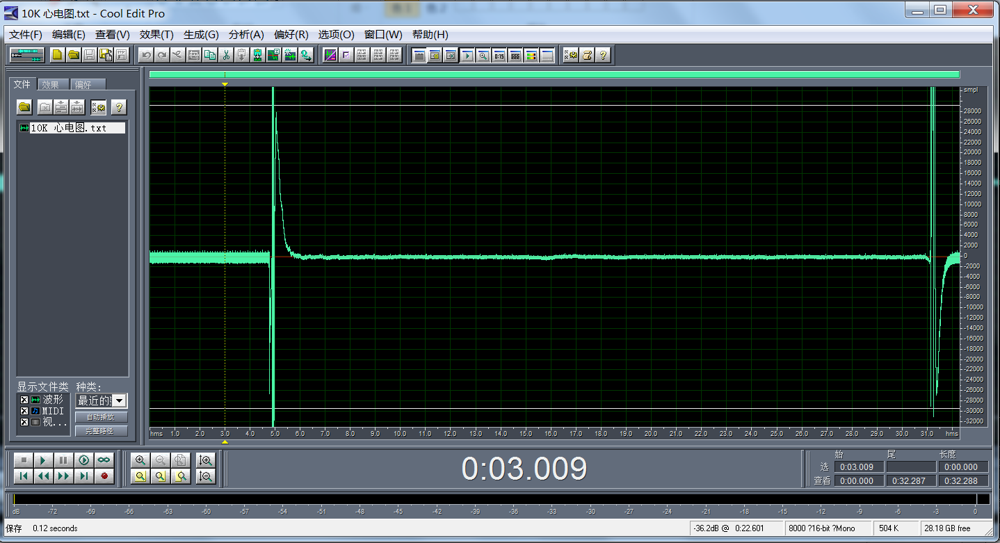 10K 心电图.txt - Cool Edit Pro
文件(F) 编辑(E) 查看(V) 效果(T) 生成(G) 分析(A) 偏好(R) 选项(O) 窗口(W) 帮助(H)
文件 效果 偏好
10K 心电图.txt
smpl
28000
26000
24000
22000
20000
18000
16000
14000
12000
10000
8000
6000
4000
2000
0
-2000
-4000
-6000
-8000
-10000
-12000
-14000
-16000
-18000
-20000
-22000
-24000
-26000
-28000
-30000
-32000
hms 1.0 2.0 3.0 4.0 5.0 6.0 7.0 8.0 9.0 10.0 11.0 12.0 13.0 14.0 15.0 16.0 17.0 18.0 19.0 20.0 21.0 22.0 23.0 24.0 25.0 26.0 27.0 28.0 29.0 30.0 31.0 hms
显示文件类 种类:
波形
MIDI
视...
最近的
自动播放
完整路径
0:03.009
始 尾 长度
选 0:03.009 0:00.000
查看 0:00.000 0:32.287 0:32.288
dB -72 -69 -66 -63 -60 -57 -54 -51 -48 -45 -42 -39 -36 -33 -30 -27 -24 -21 -18 -15 -12 -9 -6 -3 0
保存 0.12 seconds
-36.2dB @ 0:22.601
8000 ?16-bit ?Mono
504 K
28.18 GB free